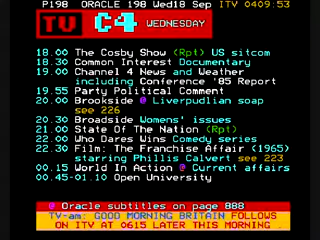 P198 ORACLE 198 Wed18 Sep ITV 0409:53
TV C4 WEDNESDAY
18.00 The Cosby Show (Rpt) US sitcom
18.30 Common Interest Documentary
19.00 Channel 4 News and Weather
including Conference '85 Report
19.55 Party Political Comment
20.00 Brookside @ Liverpudlian soap
see 226
20.30 Broadside Womens' issues
21.00 State Of The Nation (Rpt)
22.00 Who Dares Wins Comedy series
22.30 Film: The Franchise Affair (1965)
starring Phillis Calvert see 223
00.15 World In Action @ Current affairs
00.45-01.10 Open University
@ Oracle subtitles on page 888
TV-am: GOOD MORNING BRITAIN FOLLOWS
ON ITV AT 0615 LATER THIS MORNING